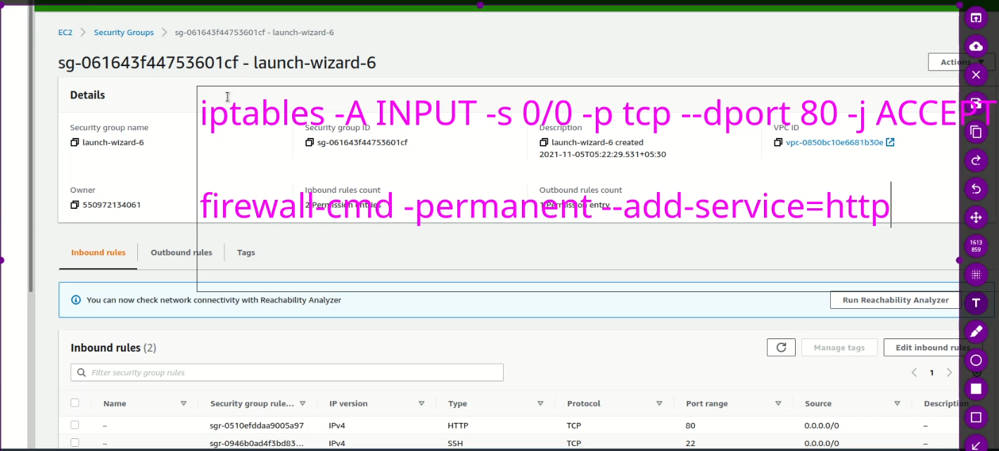 EC2 > Security Groups > sg-061643f44753601cf - launch-wizard-6
sg-061643f44753601cf - launch-wizard-6
Actions
Details
iptables -A INPUT -s 0/0 -p tcp --dport 80 -j ACCEPT
Security group name
Security group ID
Description
VPC ID
launch-wizard-6
sg-061643f44753601cf
launch-wizard-6 created
2021-11-05T05:22:29.531+05:30
vpc-0850bc10e6681b30e
Owner
Inbound rules count
Outbound rules count
firewall-cmd -permanent --add-service=http
550972134061
2 Permission entries
1 Permission entry
1613
859
Inbound rules
Outbound rules
Tags
You can now check network connectivity with Reachability Analyzer
Run Reachability Analyzer
T
Inbound rules (2)
Manage tags
Edit inbound rules
Filter security group rules
1
Name
Security group rule...
IP version
Type
Protocol
Port range
Source
Description
– sgr-0510efddaa9005a97 IPv4 HTTP TCP 80 0.0.0.0/0 –
– sgr-0946b0ad4f3bd83... IPv4 SSH TCP 22 0.0.0.0/0 –